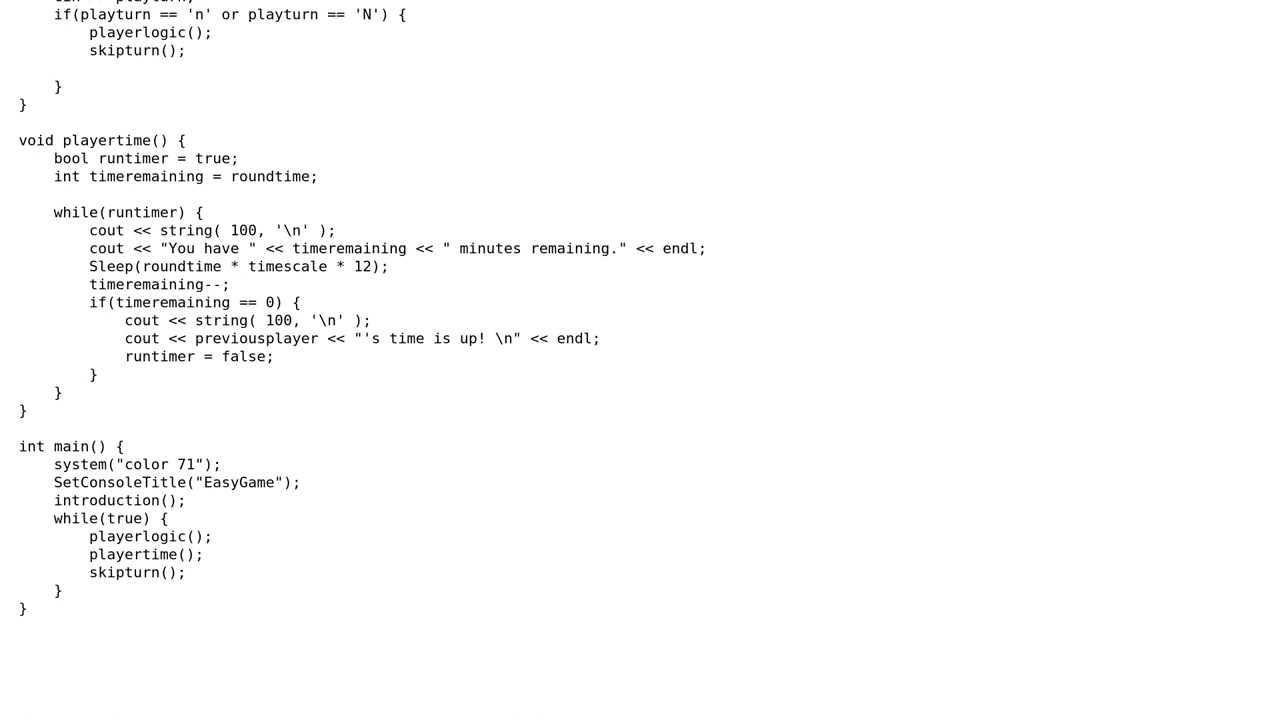 if(playturn == 'n' or playturn == 'N') {
playerlogic();
skipturn();
}
}
void playertime() {
bool runtimer = true;
int timeremaining = roundtime;
while(runtimer) {
cout << string( 100, '\n' );
cout << "You have " << timeremaining << " minutes remaining." << endl;
Sleep(roundtime * timescale * 12);
timeremaining--;
if(timeremaining == 0) {
cout << string( 100, '\n' );
cout << previousplayer << "'s time is up! \n" << endl;
runtimer = false;
}
}
}
int main() {
system("color 71");
SetConsoleTitle("EasyGame");
introduction();
while(true) {
playerlogic();
playertime();
skipturn();
}
}